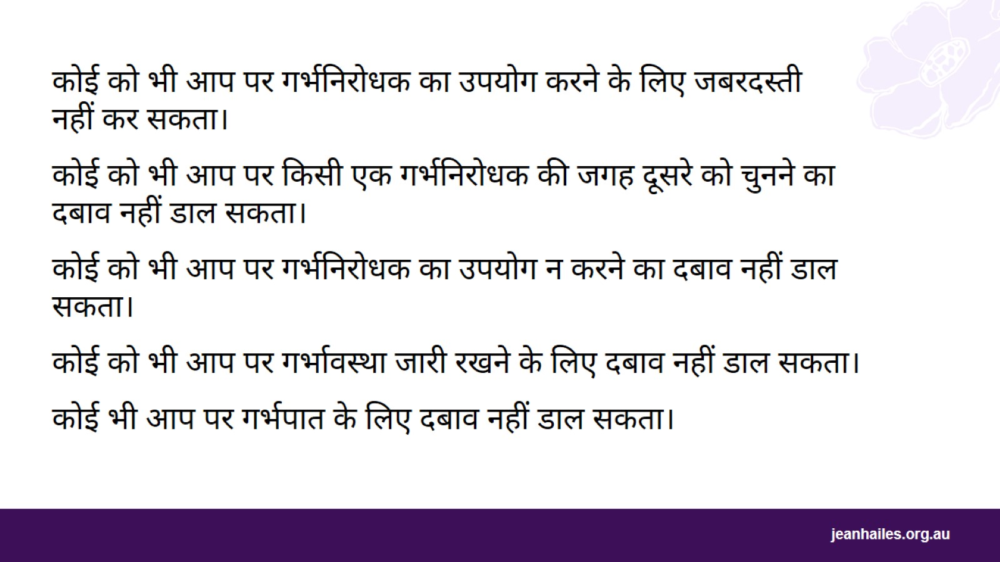 कोई को भी आप पर गर्भनिरोधक का उपयोग करने के लिए जबरदस्ती
नहीं कर सकता।
कोई को भी आप पर किसी एक गर्भनिरोधक की जगह दूसरे को चुनने का
दबाव नहीं डाल सकता।
कोई को भी आप पर गर्भनिरोधक का उपयोग न करने का दबाव नहीं डाल
सकता।
कोई को भी आप पर गर्भावस्था जारी रखने के लिए दबाव नहीं डाल सकता।
कोई भी आप पर गर्भपात के लिए दबाव नहीं डाल सकता।
jeanhailes.org.au